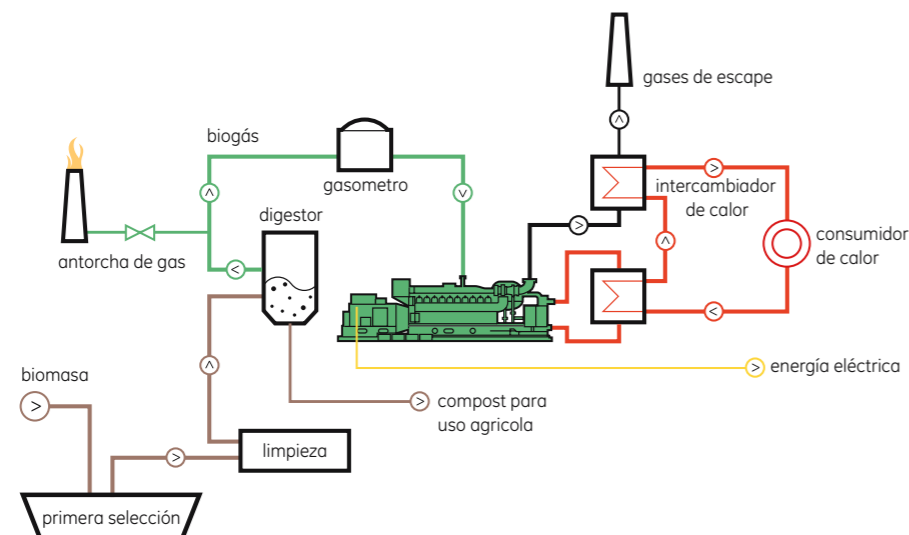 gases de escape
biogás
gasometro
intercambiador
de calor
digestor
consumidor
de calor
antorcha de gas
energía eléctrica
biomasa
compost para
uso agricola
limpieza
primera selección